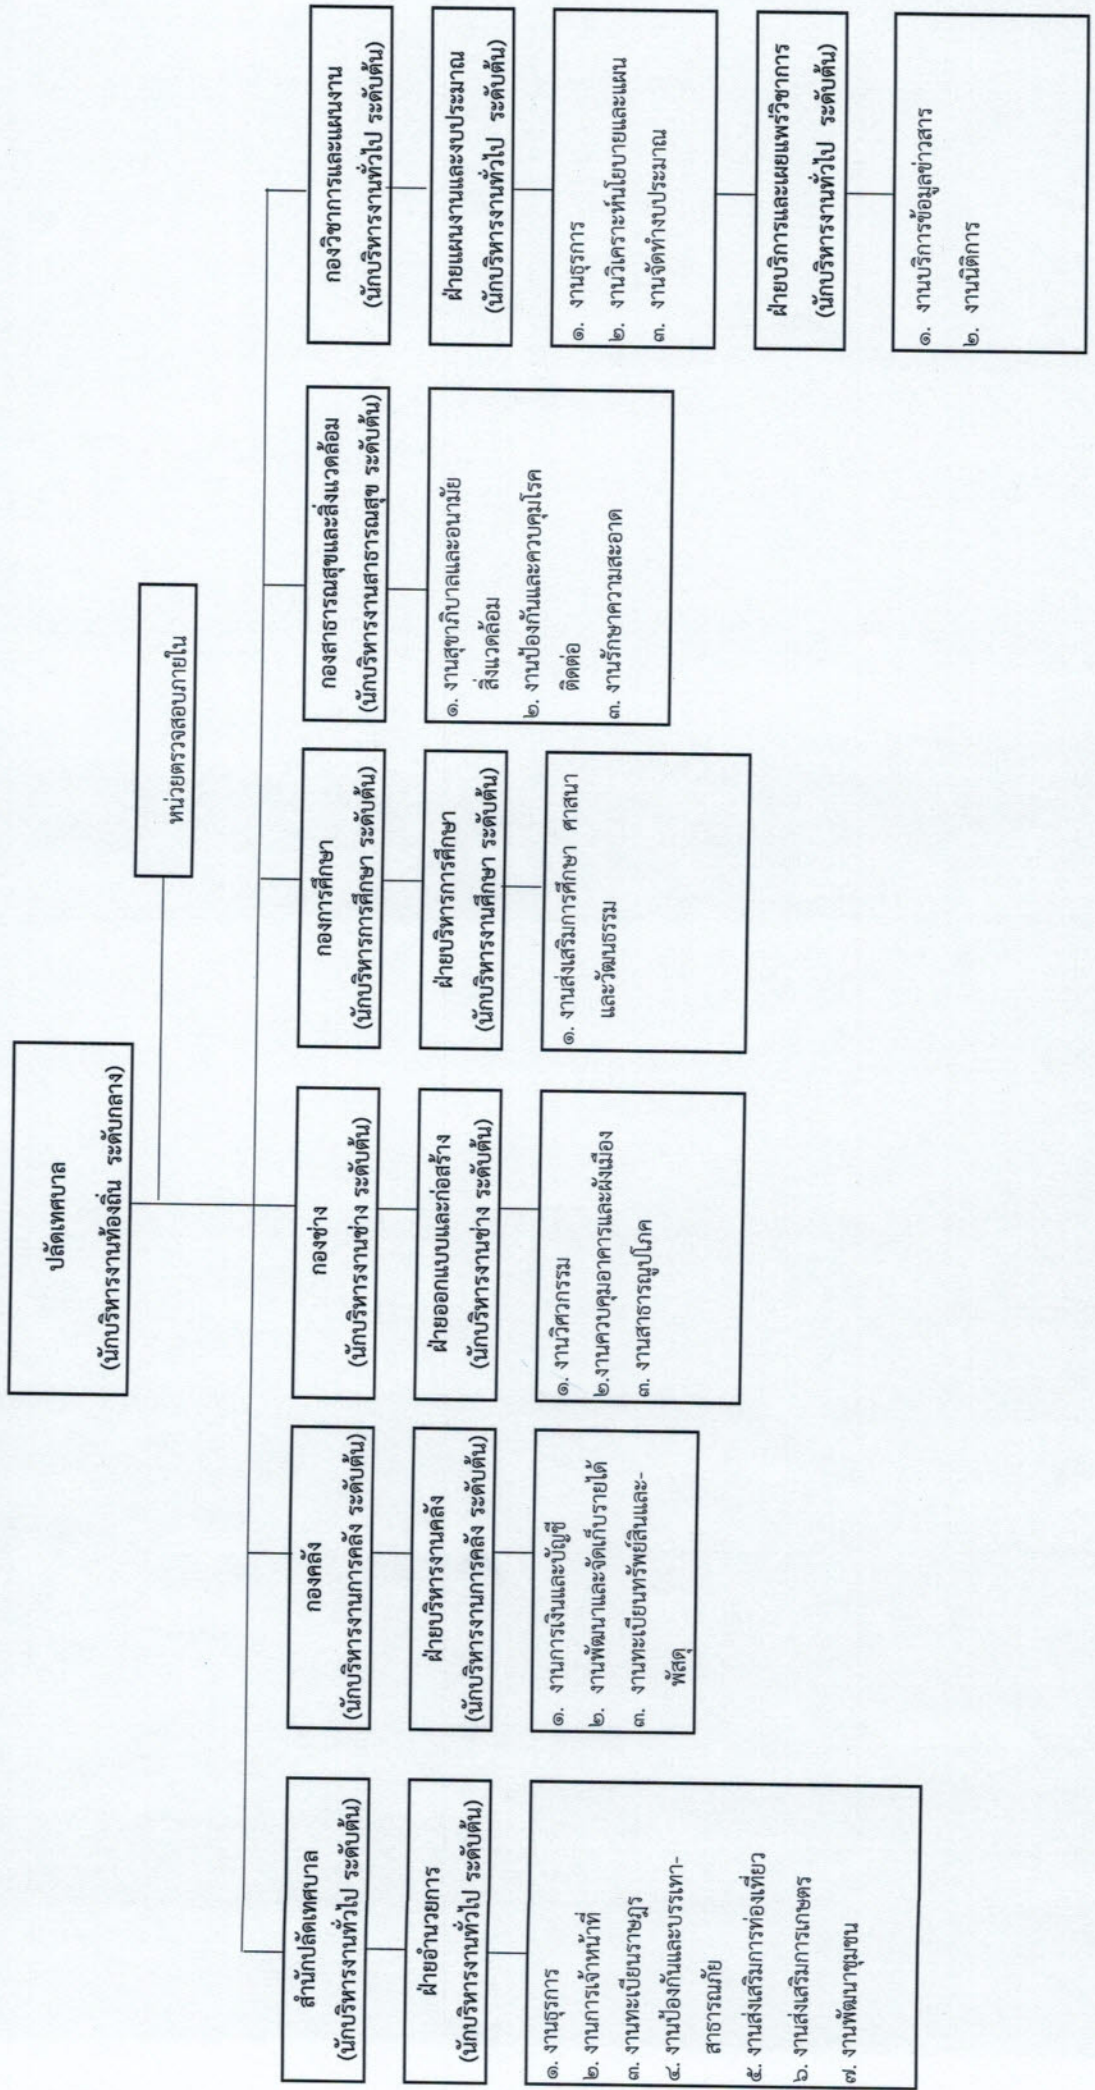 ปลัดเทศบาล
(นักบริหารงานท้องถิ่น ระดับกลาง)
หน่วยตรวจสอบภายใน
สำนักปลัดเทศบาล
(นักบริหารงานทั่วไป ระดับต้น)
ฝ่ายอำนวยการ
(นักบริหารงานทั่วไป ระดับต้น)
๑. งานธุรการ
๒. งานการเจ้าหน้าที่
๓. งานทะเบียนราษฎร
๔. งานป้องกันและบรรเทา-
สาธารณภัย
๕. งานส่งเสริมการท่องเที่ยว
๖. งานส่งเสริมการเกษตร
๗. งานพัฒนาชุมชน
กองคลัง
(นักบริหารงานการคลัง ระดับต้น)
ฝ่ายบริหารงานคลัง
(นักบริหารงานการคลัง ระดับต้น)
๑. งานการเงินและบัญชี
๒. งานพัฒนาและจัดเก็บรายได้
๓. งานทะเบียนทรัพย์สินและ-
พัสดุ
กองช่าง
(นักบริหารงานช่าง ระดับต้น)
ฝ่ายออกแบบและก่อสร้าง
(นักบริหารงานช่าง ระดับต้น)
๑. งานวิศวกรรม
๒.งานควบคุมอาคารและผังเมือง
๓. งานสาธารณูปโภค
กองการศึกษา
(นักบริหารการศึกษา ระดับต้น)
ฝ่ายบริหารการศึกษา
(นักบริหารงานศึกษา ระดับต้น)
๑. งานส่งเสริมการศึกษา ศาสนา
และวัฒนธรรม
กองสาธารณสุขและสิ่งแวดล้อม
(นักบริหารงานสาธารณสุข ระดับต้น)
๑. งานสุขาภิบาลและอนามัย
สิ่งแวดล้อม
๒. งานป้องกันและควบคุมโรค
ติดต่อ
๓. งานรักษาความสะอาด
กองวิชาการและแผนงาน
(นักบริหารงานทั่วไป ระดับต้น)
ฝ่ายแผนงานและงบประมาณ
(นักบริหารงานทั่วไป ระดับต้น)
๑. งานธุรการ
๒. งานวิเคราะห์นโยบายและแผน
๓. งานจัดทำงบประมาณ
ฝ่ายบริการและเผยแพร่วิชาการ
(นักบริหารงานทั่วไป ระดับต้น)
๑. งานบริการข้อมูลข่าวสาร
๒. งานนิติการ